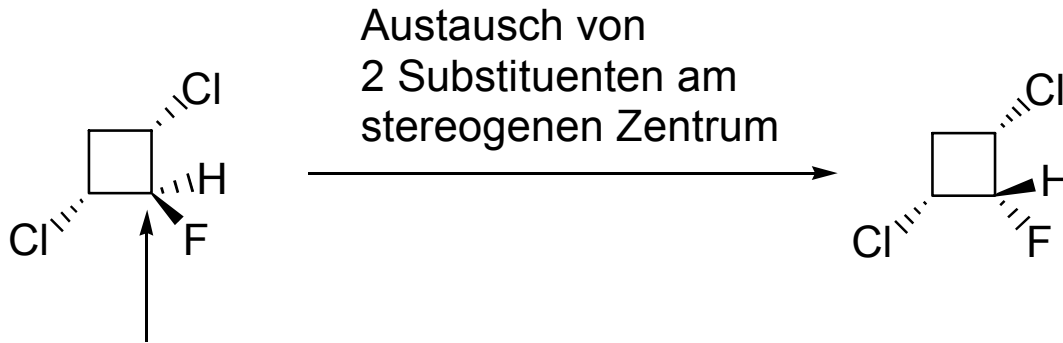 Austausch von
2 Substituenten am
stereogenen Zentrum
Cl
H
Cl
F
Cl
H
Cl
F